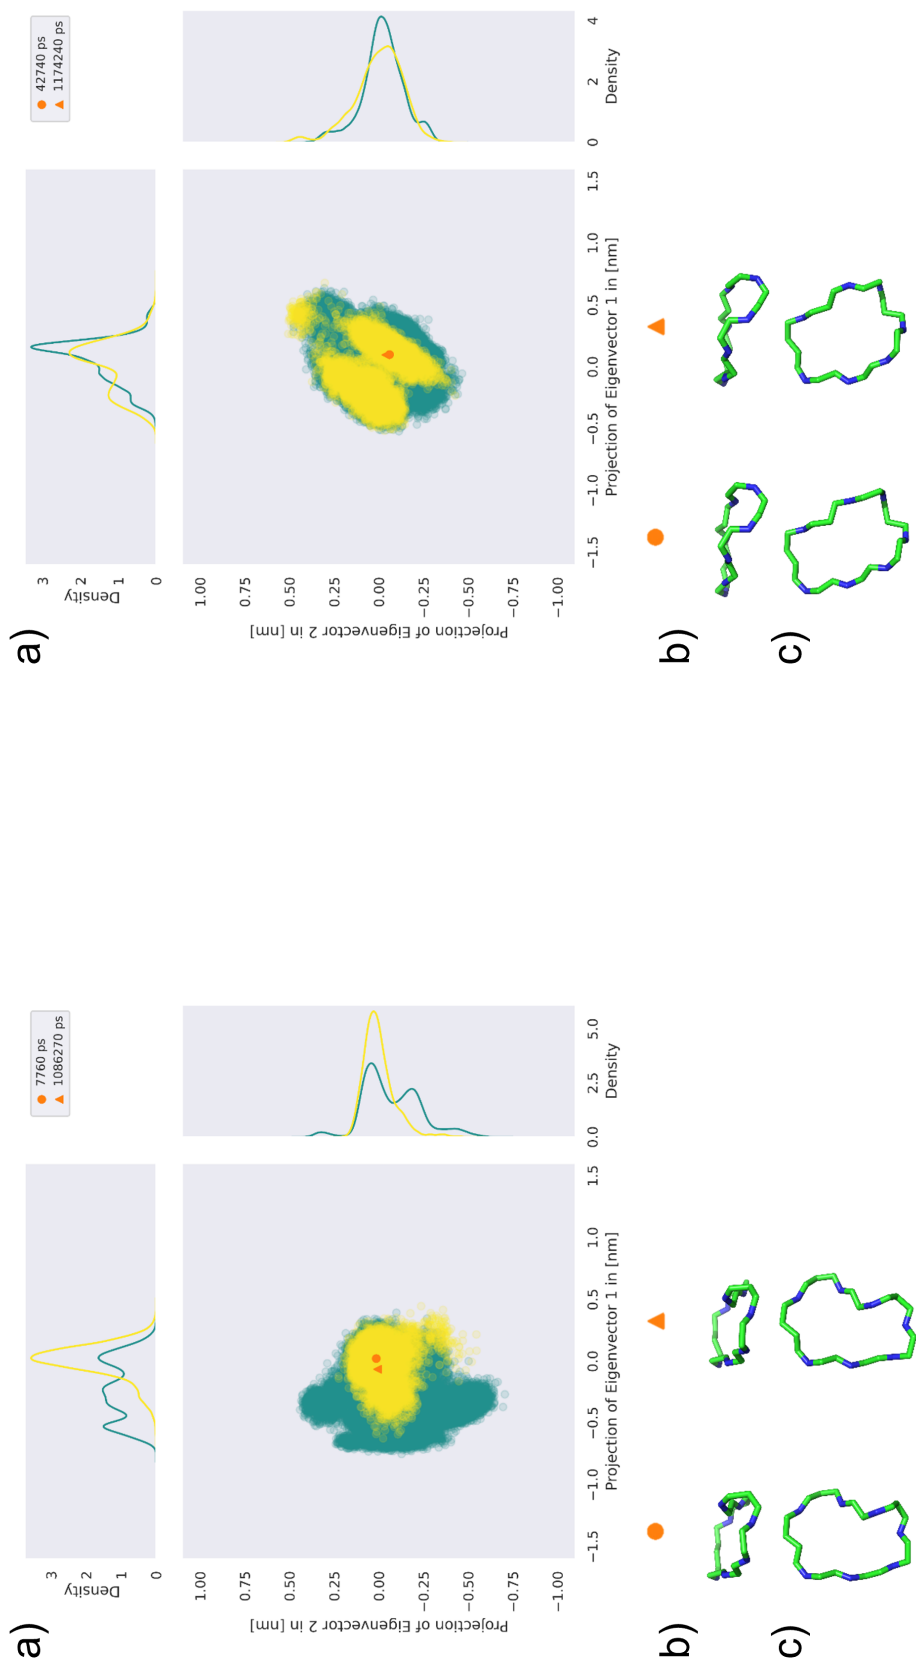 a)
Density
3
2
1
0
7760 ps
1086270 ps
Projection of Eigenvector 2 in [nm]
1.00
0.75
0.50
0.25
0.00
−0.25
−0.50
−0.75
−1.00
−1.5 −1.0 −0.5 0.0 0.5 1.0 1.5
Projection of Eigenvector 1 in [nm]
0.0 2.5 5.0
Density
b)
c)
a)
Density
3
2
1
0
42740 ps
1174240 ps
Projection of Eigenvector 2 in [nm]
1.00
0.75
0.50
0.25
0.00
−0.25
−0.50
−0.75
−1.00
−1.5 −1.0 −0.5 0.0 0.5 1.0 1.5
Projection of Eigenvector 1 in [nm]
0 2 4
Density
b)
c)